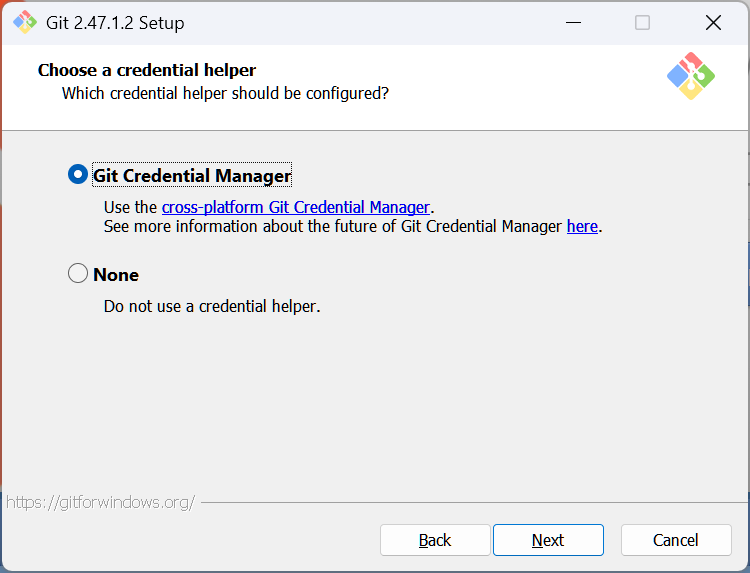 Git 2.47.1.2 Setup
Choose a credential helper
Which credential helper should be configured?
Git Credential Manager
Use the cross-platform Git Credential Manager.
See more information about the future of Git Credential Manager here.
None
Do not use a credential helper.
https://gitforwindows.org/
Back Next Cancel